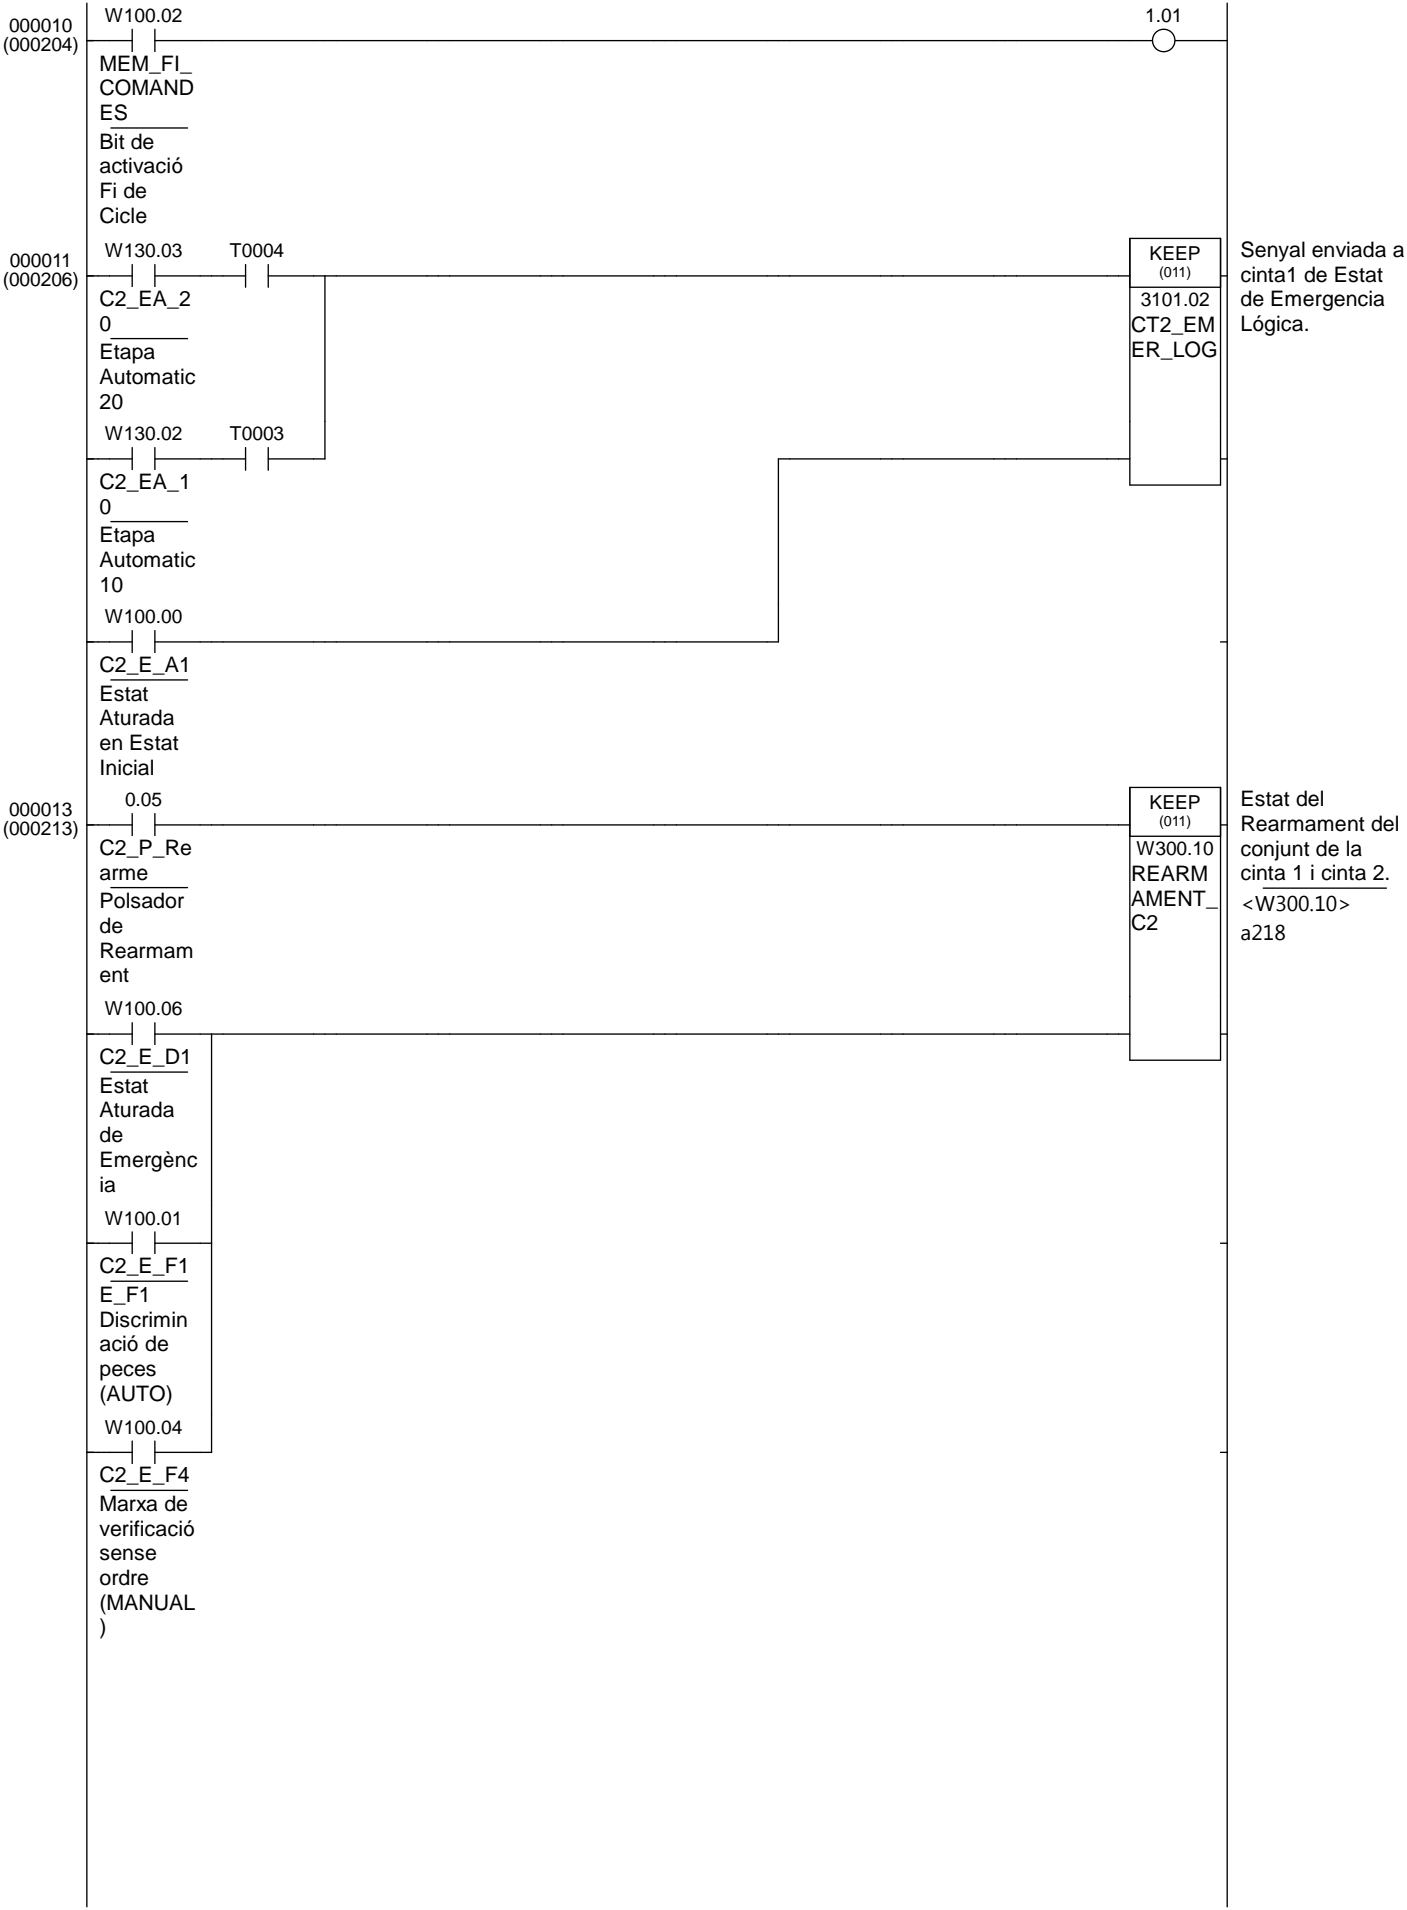 000010
(000204)
W100.02
1.01
MEM_FI_
COMAND
ES
Bit de
activació
Fi de
Cicle
000011
(000206)
W130.03
T0004
KEEP
(011)
3101.02
CT2_EM
ER_LOG
Senyal enviada a
cinta1 de Estat
de Emergencia
Lógica.
C2_EA_2
0
Etapa
Automatic
20
W130.02
T0003
C2_EA_1
0
Etapa
Automatic
10
W100.00
C2_E_A1
Estat
Aturada
en Estat
Inicial
000013
(000213)
0.05
KEEP
(011)
W300.10
REARM
AMENT_
C2
Estat del
Rearmament del
conjunt de la
cinta 1 i cinta 2.
<W300.10>
a218
C2_P_Re
arme
Polsador
de
Rearmam
ent
W100.06
C2_E_D1
Estat
Aturada
de
Emergènc
ia
W100.01
C2_E_F1
E_F1
Discrimin
ació de
peces
(AUTO)
W100.04
C2_E_F4
Marxa de
verificació
sense
ordre
(MANUAL
)